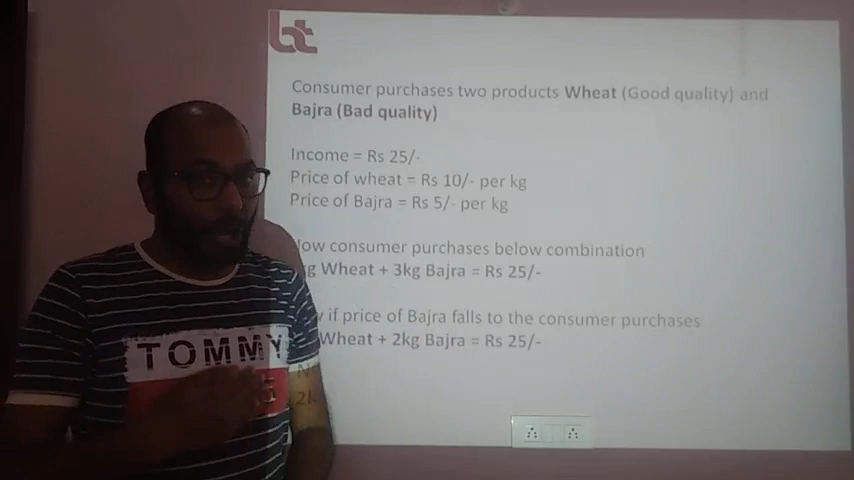 bt
Consumer purchases two products Wheat (Good quality) and
Bajra (Bad quality)
Income = Rs 25/-
Price of wheat = Rs 10/- per kg
Price of Bajra = Rs 5/- per kg
ow consumer purchases below combination
g Wheat + 3kg Bajra = Rs 25/-
if price of Bajra falls to the consumer purchases
Wheat + 2kg Bajra = Rs 25/-
TOMMY